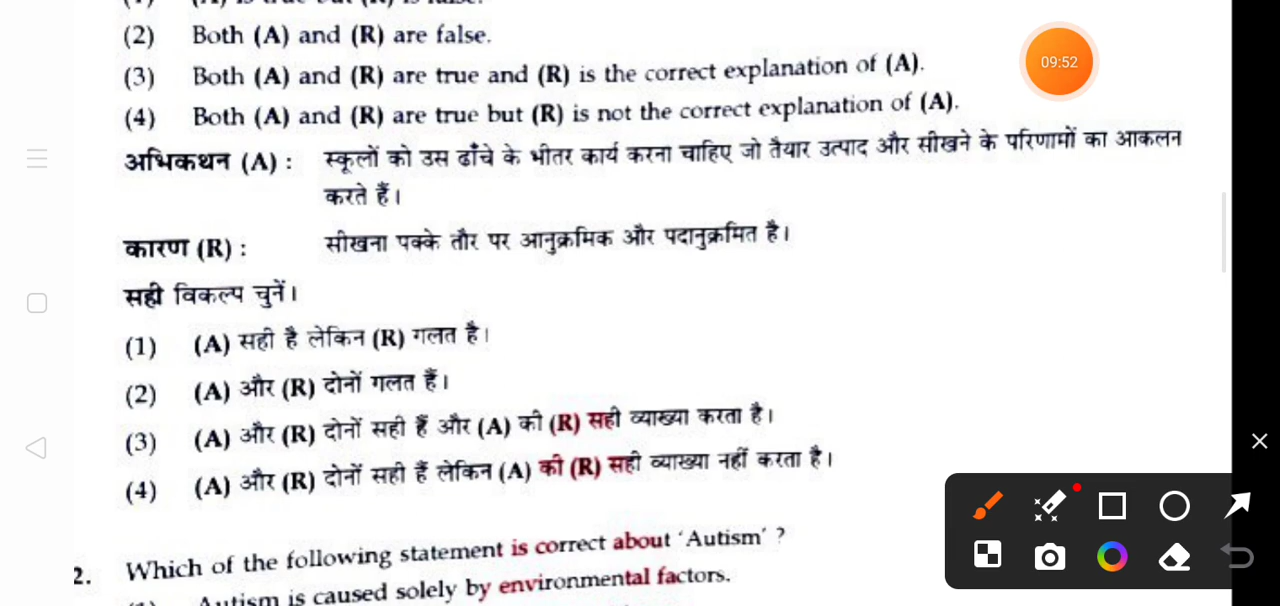 (2) Both (A) and (R) are false.
09:52
(3) Both (A) and (R) are true and (R) is the correct explanation of (A).
(4) Both (A) and (R) are true but (R) is not the correct explanation of (A).
अभिकथन (A) : स्कूलों को उस ढाँचे के भीतर कार्य करना चाहिए जो तैयार उत्पाद और सीखने के परिणामों का आकलन
करते हैं।
कारण (R) : सीखना पक्के तौर पर आनुक्रमिक और पदानुक्रमित है।
सही विकल्प चुनें।
(1) (A) सही है लेकिन (R) गलत है।
(2) (A) और (R) दोनों गलत हैं।
(3) (A) और (R) दोनों सही हैं और (A) की (R) सही व्याख्या करता है।
(4) (A) और (R) दोनों सही हैं लेकिन (A) की (R) सही व्याख्या नहीं करता है।
2. Which of the following statement is correct about 'Autism' ?
Autism is caused solely by environmental factors.